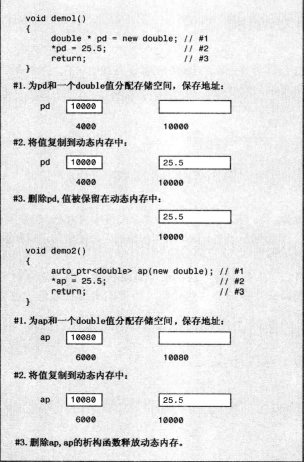 void demo1()
{
double * pd = new double; // #1
*pd = 25.5; // #2
return; // #3
}
#1. 为pd和一个double值分配存储空间，保存地址：
pd 10000
4000 10000
#2. 将值复制到动态内存中：
pd 10000 25.5
4000 10000
#3. 删除pd, 值被保留在动态内存中：
25.5
10000
void demo2()
{
auto_ptr<double> ap(new double); // #1
*ap = 25.5; // #2
return; // #3
}
#1. 为ap和一个double值分配存储空间，保存地址：
ap 10080
6000 10080
#2. 将值复制到动态内存中：
ap 10080 25.5
6000 10000
#3. 删除ap, ap的析构函数释放动态内存。